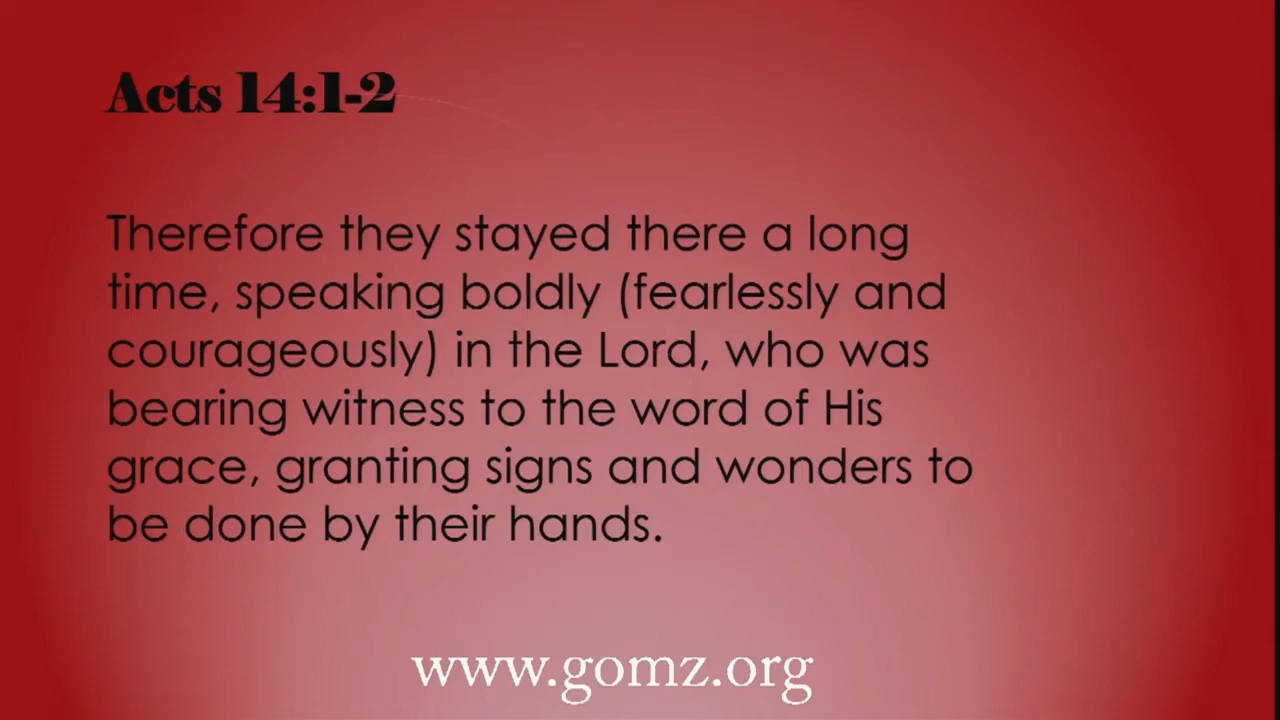 Acts 14:1-2
Therefore they stayed there a long
time, speaking boldly (fearlessly and
courageously) in the Lord, who was
bearing witness to the word of His
grace, granting signs and wonders to
be done by their hands.
www.gomz.org